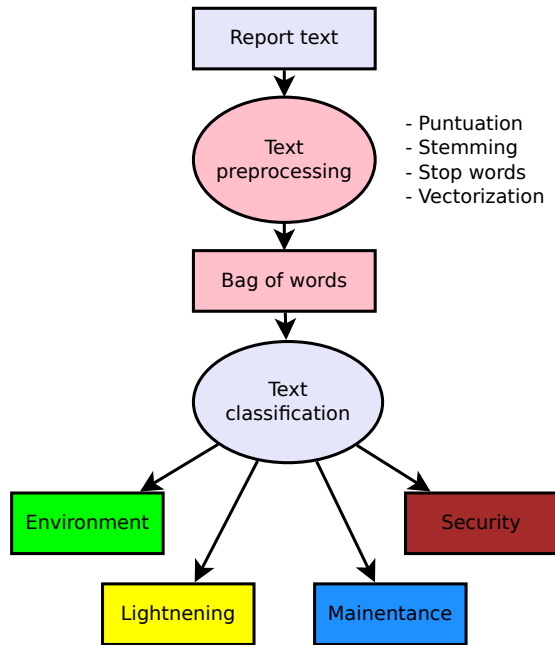 Report text
Text
preprocessing
- Puntuation
- Stemming
- Stop words
- Vectorization
Bag of words
Text
classification
Environment
Security
Lightnening
Mainentance